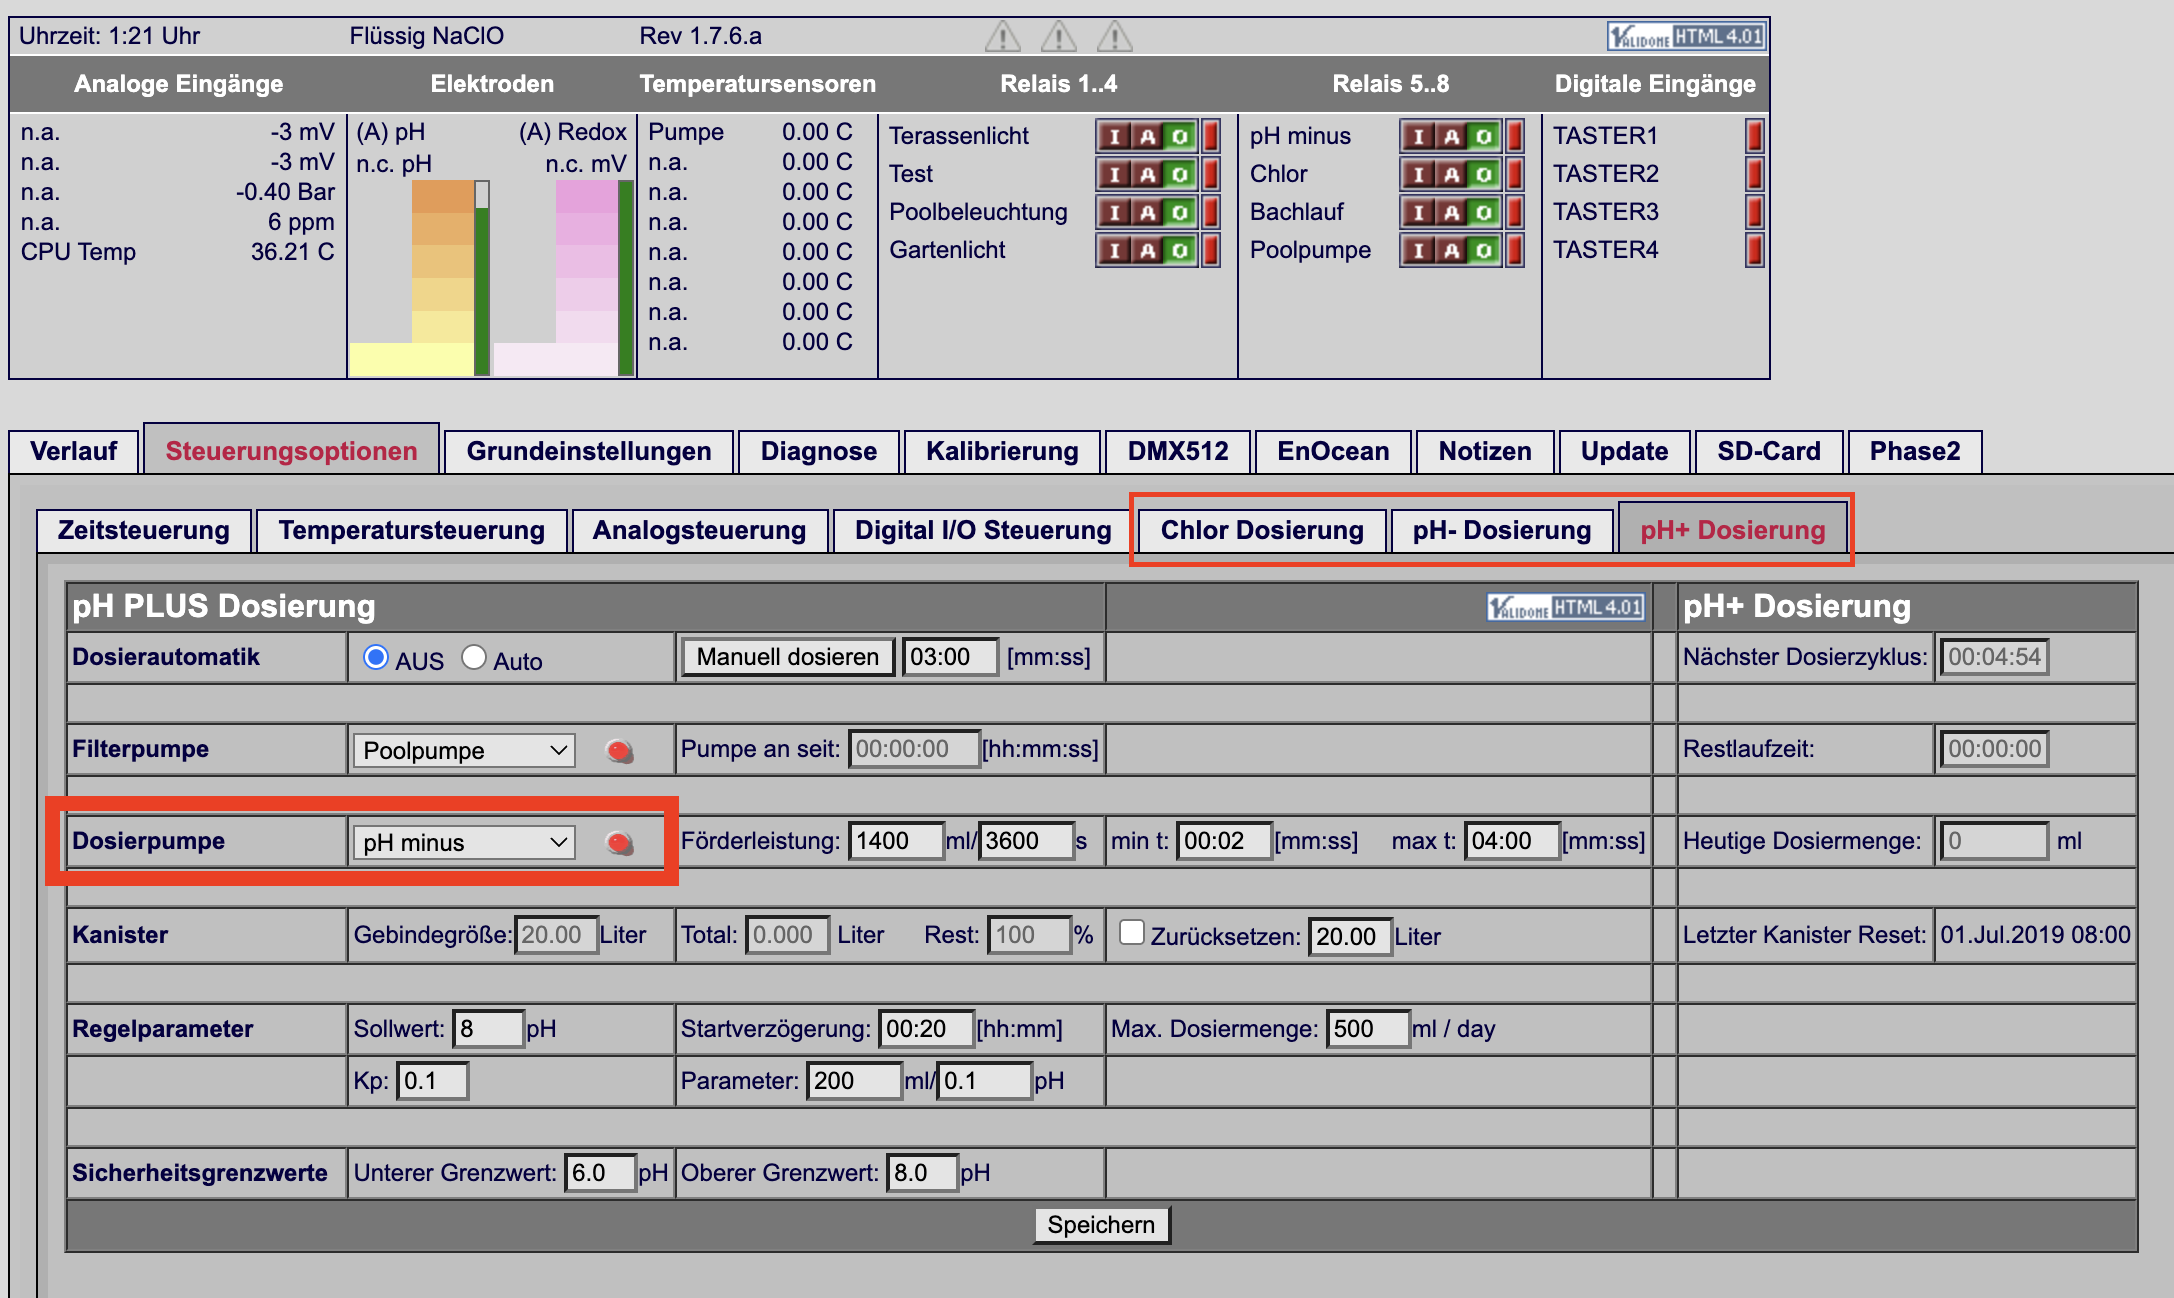 Uhrzeit: 1:21 Uhr Flüssig NaClO Rev 1.7.6.a VALIDOME HTML 4.01
Analoge Eingänge Elektroden Temperatursensoren Relais 1..4 Relais 5..8 Digitale Eingänge
n.a. -3 mV
n.a. -3 mV
n.a. -0.40 Bar
n.a. 6 ppm
CPU Temp 36.21 C
(A) pH (A) Redox
n.c. pH n.c. mV
Pumpe 0.00 C
n.a. 0.00 C
n.a. 0.00 C
n.a. 0.00 C
n.a. 0.00 C
n.a. 0.00 C
n.a. 0.00 C
n.a. 0.00 C
Terassenlicht I A O
Test I A O
Poolbeleuchtung I A O
Gartenlicht I A O
pH minus I A O
Chlor I A O
Bachlauf I A O
Poolpumpe I A O
TASTER1
TASTER2
TASTER3
TASTER4
Verlauf Steuerungsoptionen Grundeinstellungen Diagnose Kalibrierung DMX512 EnOcean Notizen Update SD-Card Phase2
Zeitsteuerung Temperatursteuerung Analogsteuerung Digital I/O Steuerung Chlor Dosierung pH- Dosierung pH+ Dosierung
pH PLUS Dosierung VALIDOME HTML 4.01 pH+ Dosierung
Dosierautomatik AUS Auto Manuell dosieren 03:00 [mm:ss] Nächster Dosierzyklus: 00:04:54
Filterpumpe Poolpumpe Pumpe an seit: 00:00:00 [hh:mm:ss] Restlaufzeit: 00:00:00
Dosierpumpe pH minus Förderleistung: 1400 ml/ 3600 s min t: 00:02 [mm:ss] max t: 04:00 [mm:ss] Heutige Dosiermenge: 0 ml
Kanister Gebindegröße: 20.00 Liter Total: 0.000 Liter Rest: 100 % Zurücksetzen: 20.00 Liter Letzter Kanister Reset: 01.Jul.2019 08:00
Regelparameter Sollwert: 8 pH Startverzögerung: 00:20 [hh:mm] Max. Dosiermenge: 500 ml / day
Kp: 0.1 Parameter: 200 ml/ 0.1 pH
Sicherheitsgrenzwerte Unterer Grenzwert: 6.0 pH Oberer Grenzwert: 8.0 pH
Speichern